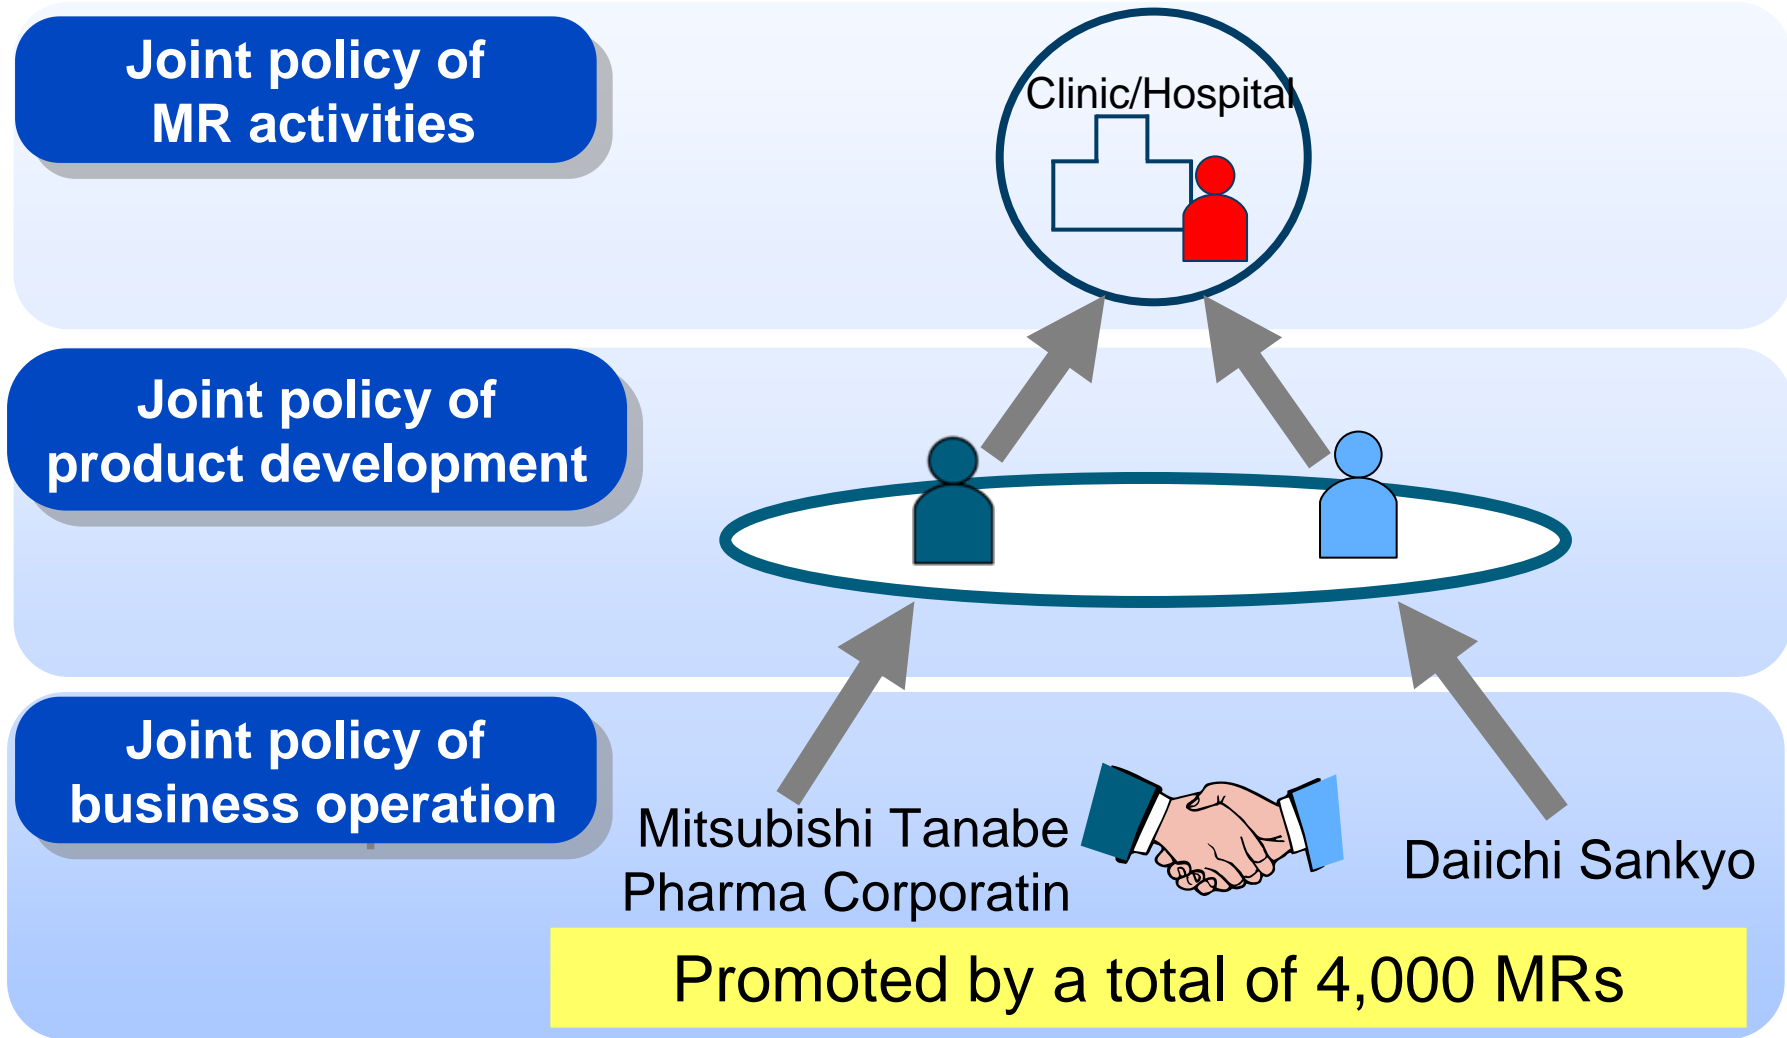 Joint policy of
MR activities
Clinic/Hospital
Joint policy of
product development
Joint policy of
business operation
Mitsubishi Tanabe
Pharma Corporatin
Daiichi Sankyo
Promoted by a total of 4,000 MRs